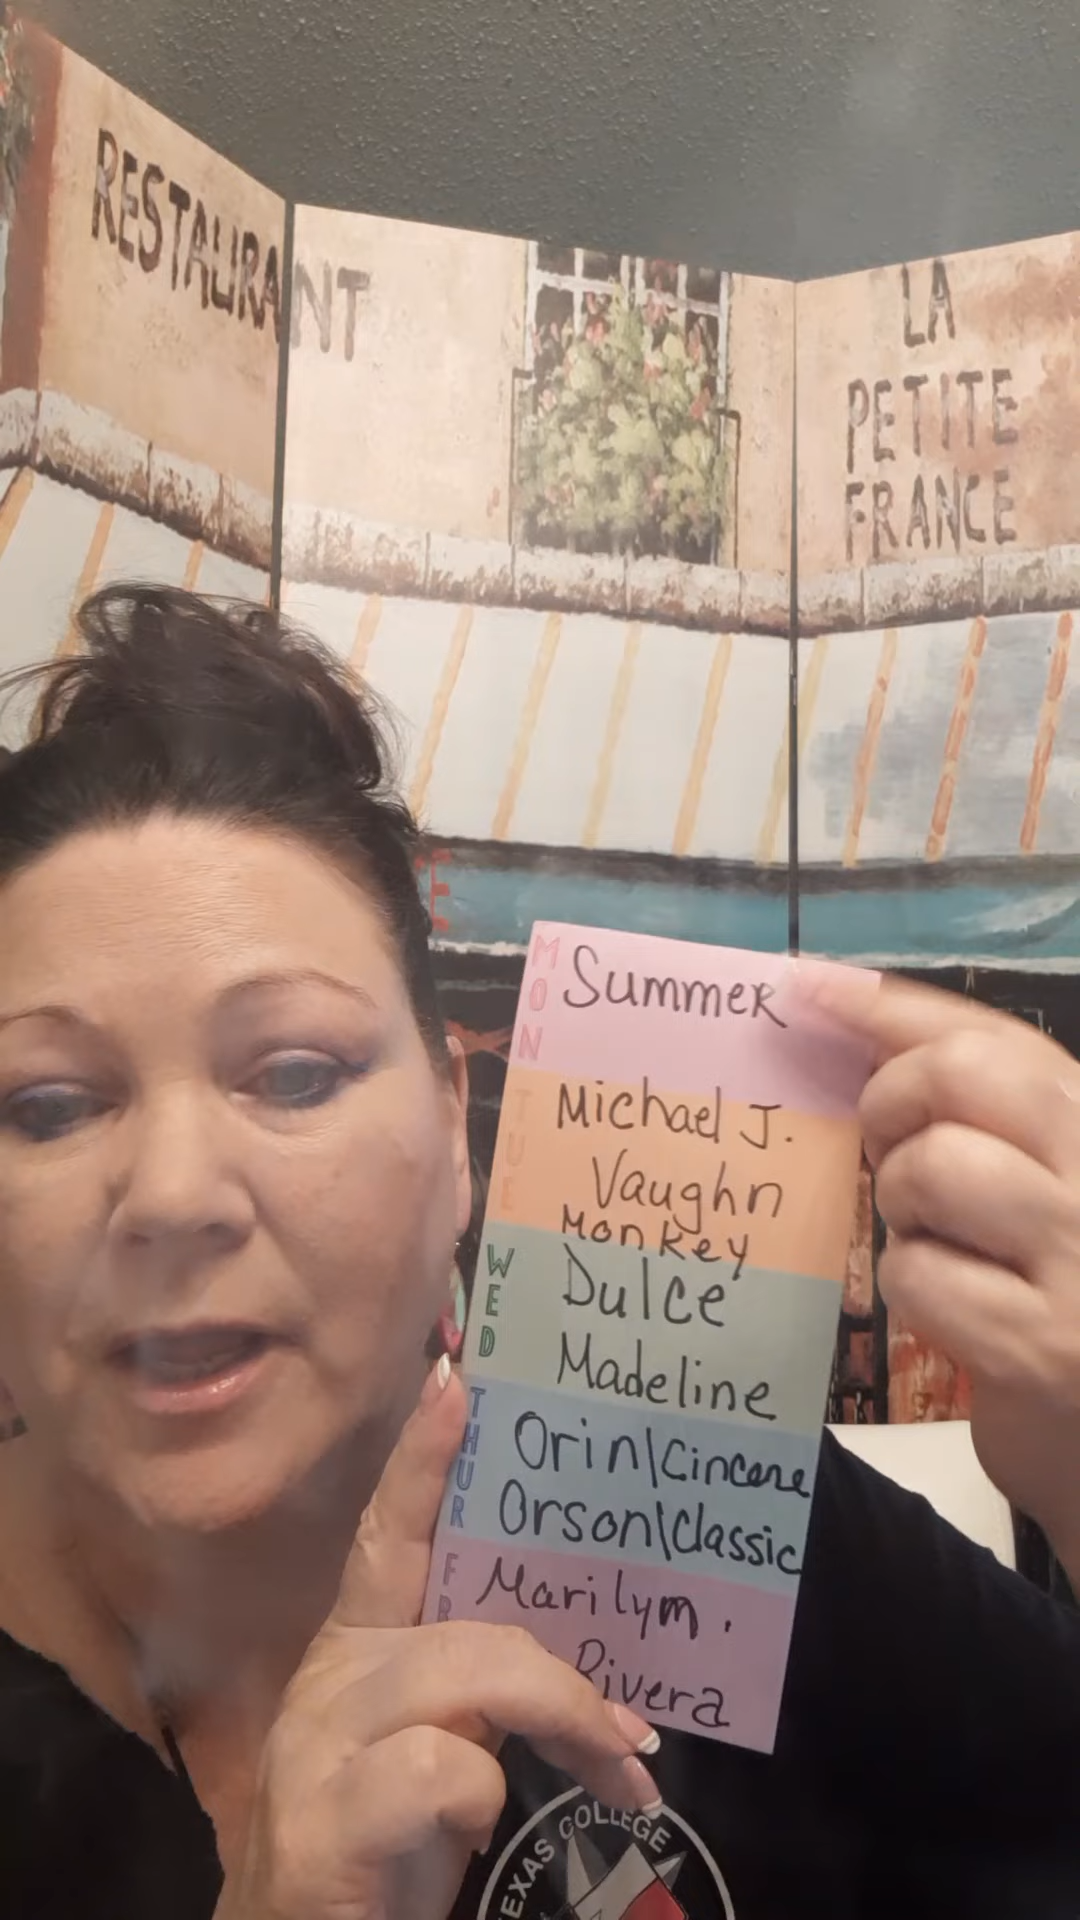 RESTAURANT
LA
PETITE
FRANCE
E
MON
Summer
TUE
Michael J.
Vaughn
Monkey
WED
Dulce
Madeline
THUR
Orin\Cincere
Orson\Classic
FR
Marilym.
Rivera
TEXAS COLLEGE